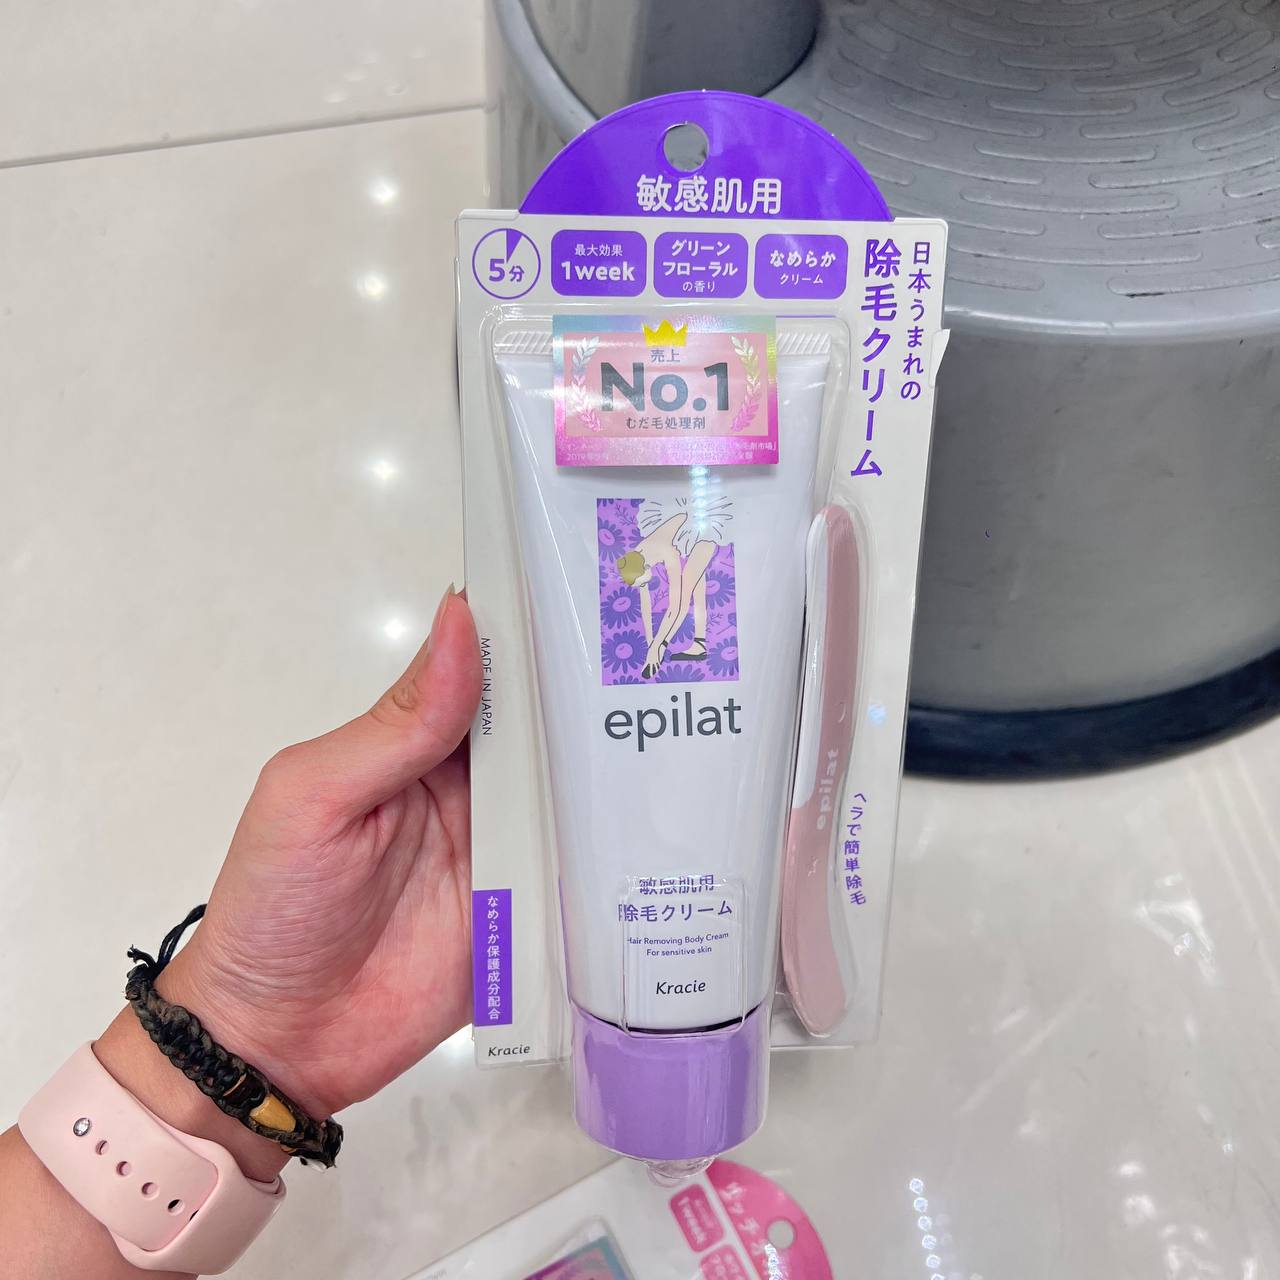 敏感肌用
5分
最大効果
1week
グリーン
フローラル
の香り
なめらか
クリーム
日本うまれの
除毛クリーム
売上
No.1
むだ毛処理剤
epilat
敏感肌用
除毛クリーム
Hair Removing Body Cream
For sensitive skin
Kracie
MADE IN JAPAN
なめらか保護成分配合
Kracie
epilat
ヘラで簡単除毛
1week